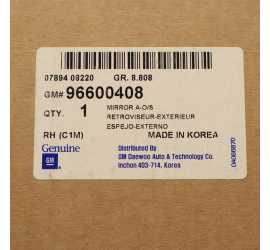 07894 08220 GR. 8.808
GM# 96600408
QTY. 1 MIRROR A-O/S
RETROVISEUR-EXTERIEUR
ESPEJO-EXTERNO
RH (C1M) MADE IN KOREA
Genuine
GM
Distributed By
GM Daewoo Auto & Technology Co.
Inchon 403-714, Korea